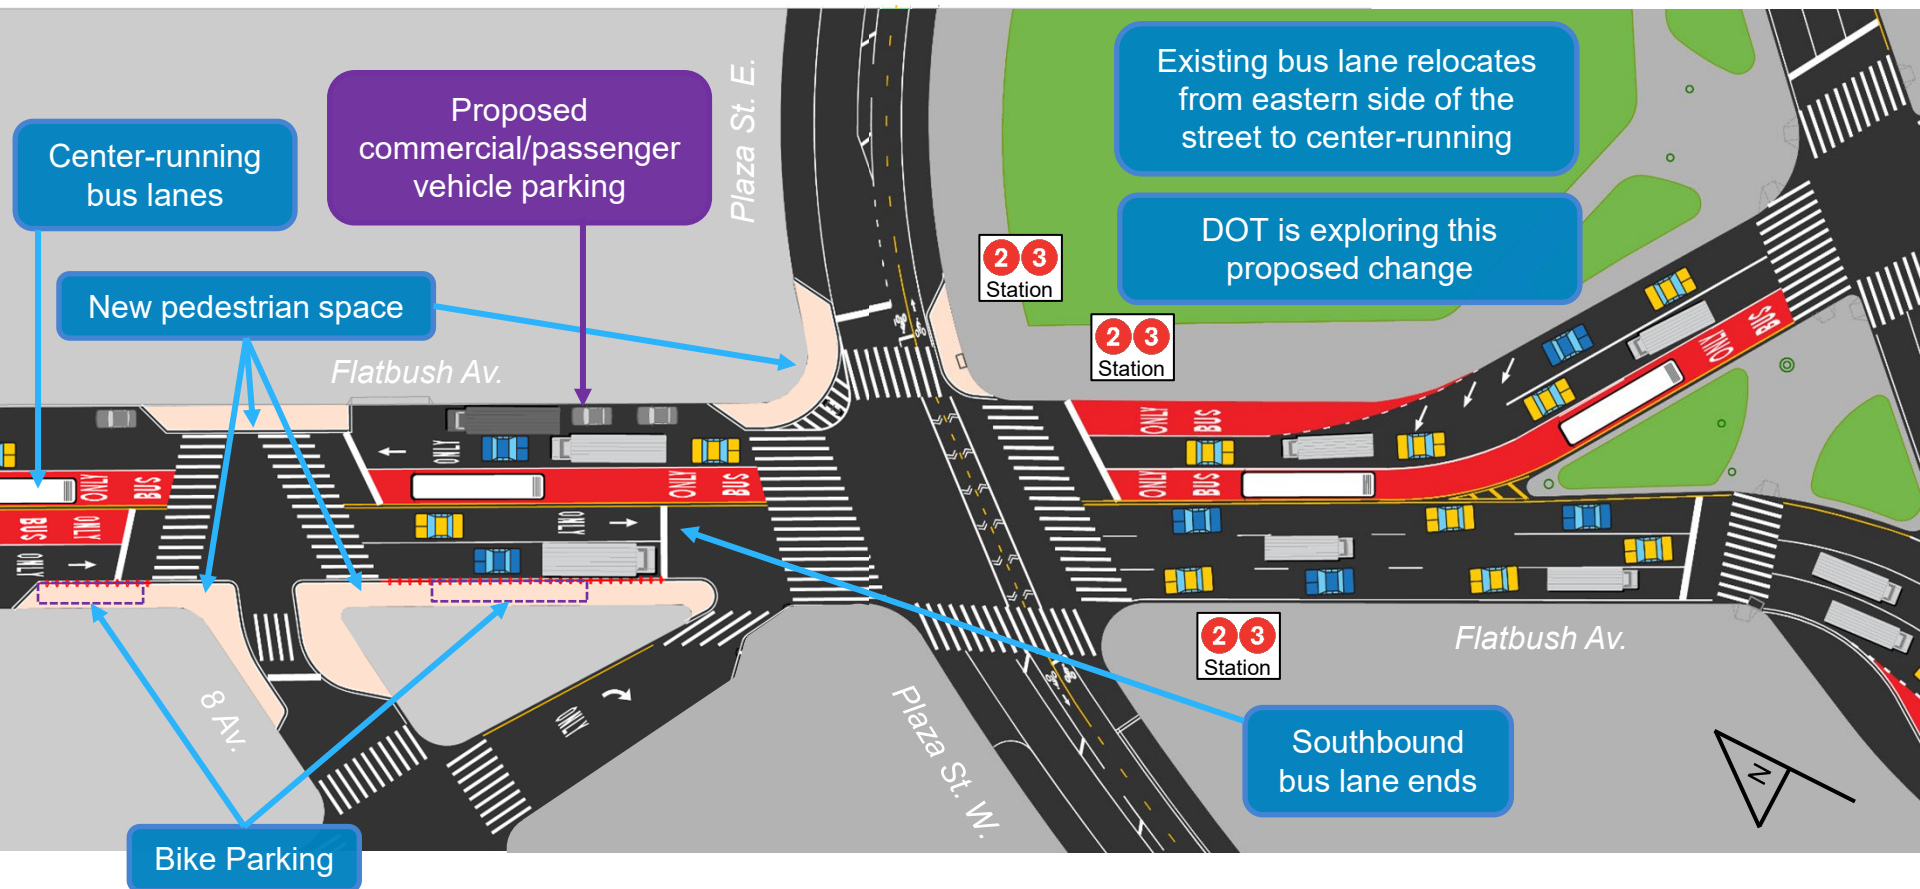 Existing bus lane relocates
from eastern side of the
street to center-running
Plaza St. E.
Proposed
commercial/passenger
vehicle parking
Center-running
bus lanes
DOT is exploring this
proposed change
2 3
Station
New pedestrian space
2 3
Station
Flatbush Av.
BUS
ONLY
ONLY
BUS
ONLY
ONLY
BUS
ONLY
BUS
ONLY
BUS
ONLY
BUS
ONLY
ONLY
ONLY
2 3
Station
Flatbush Av.
8 Av.
ONLY
Plaza St. W.
Southbound
bus lane ends
N
Bike Parking